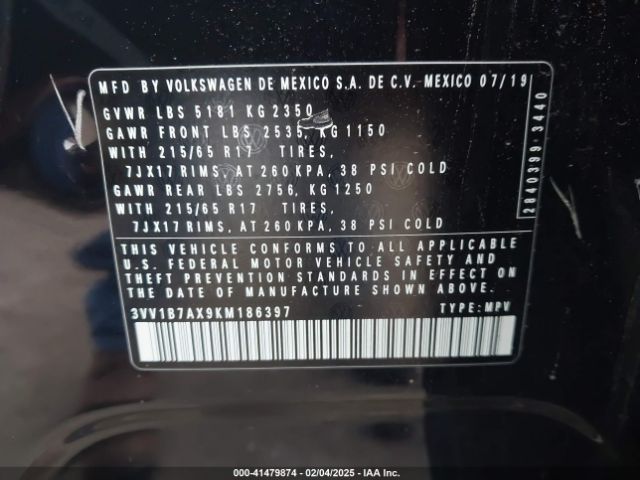 MFD BY VOLKSWAGEN DE MEXICO S.A. DE C.V.-MEXICO 07/19
GVWR LBS 5181 KG 2350
GAWR FRONT LBS 2535, KG 1150
WITH 215/65 R17 TIRES,
7JX17 RIMS, AT 260 KPA, 38 PSI COLD
GAWR REAR LBS 2756, KG 1250
WITH 215/65 R17 TIRES,
7JX17 RIMS, AT 260 KPA, 38 PSI COLD
THIS VEHICLE CONFORMS TO ALL APPLICABLE
U.S. FEDERAL MOTOR VEHICLE SAFETY AND
THEFT PREVENTION STANDARDS IN EFFECT ON
THE DATE OF MANUFACTURE SHOWN ABOVE.
3VV1B7AX9KM186397 TYPE: MPV
2840399-3440
000-41479874 | 02/04/2025 | IAA Inc.